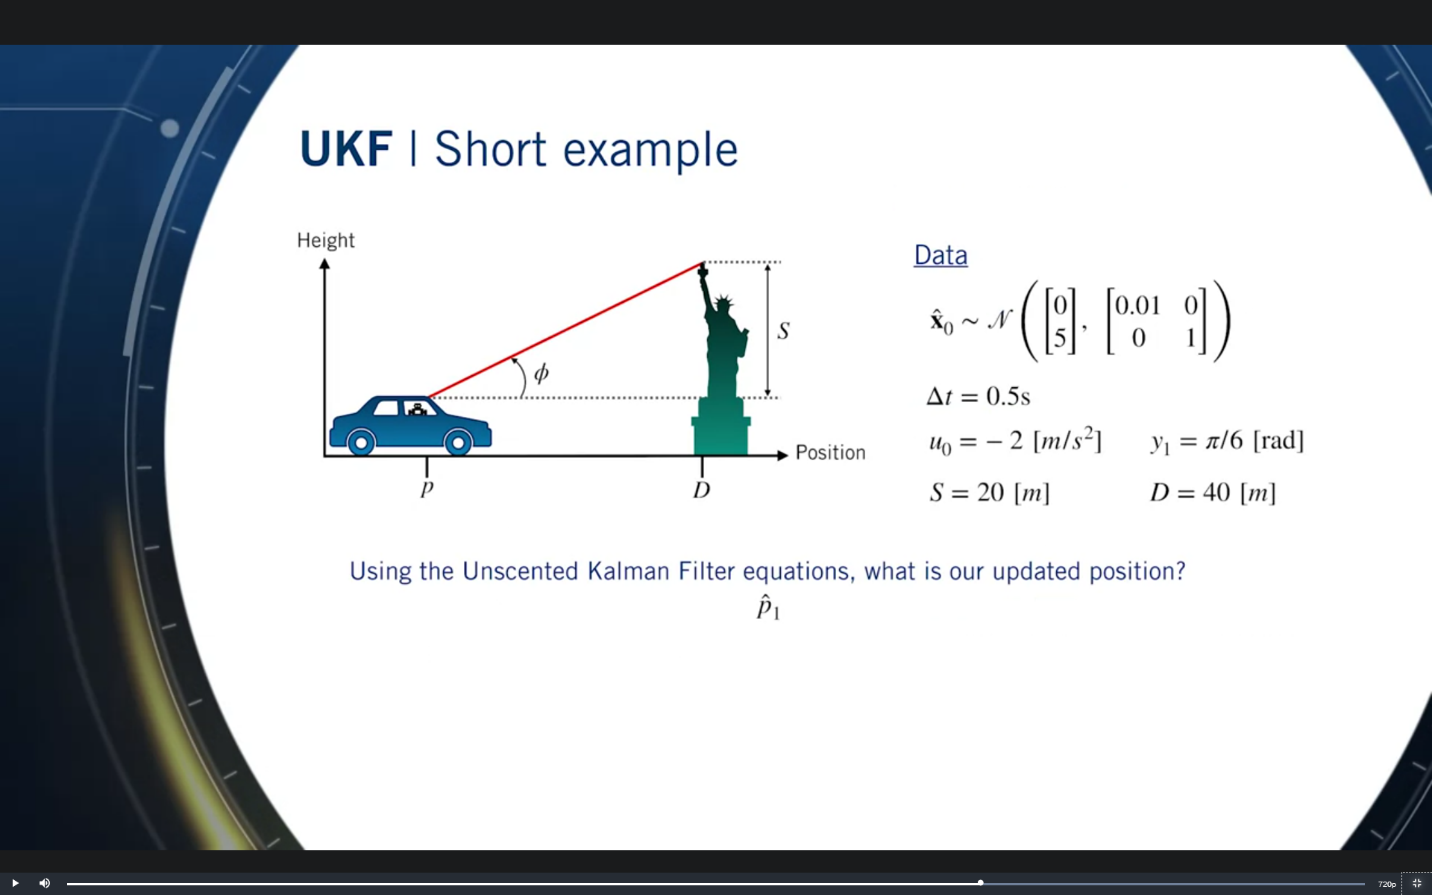 UKF | Short example
Height
S
ϕ
Position
p
D
Data
x̂₀ ~ 𝒩([0 5], [0.01 0 0 1])
Δt = 0.5s
u₀ = − 2 [m/s²] y₁ = π/6 [rad]
S = 20 [m] D = 40 [m]
Using the Unscented Kalman Filter equations, what is our updated position?
p̂₁
720p